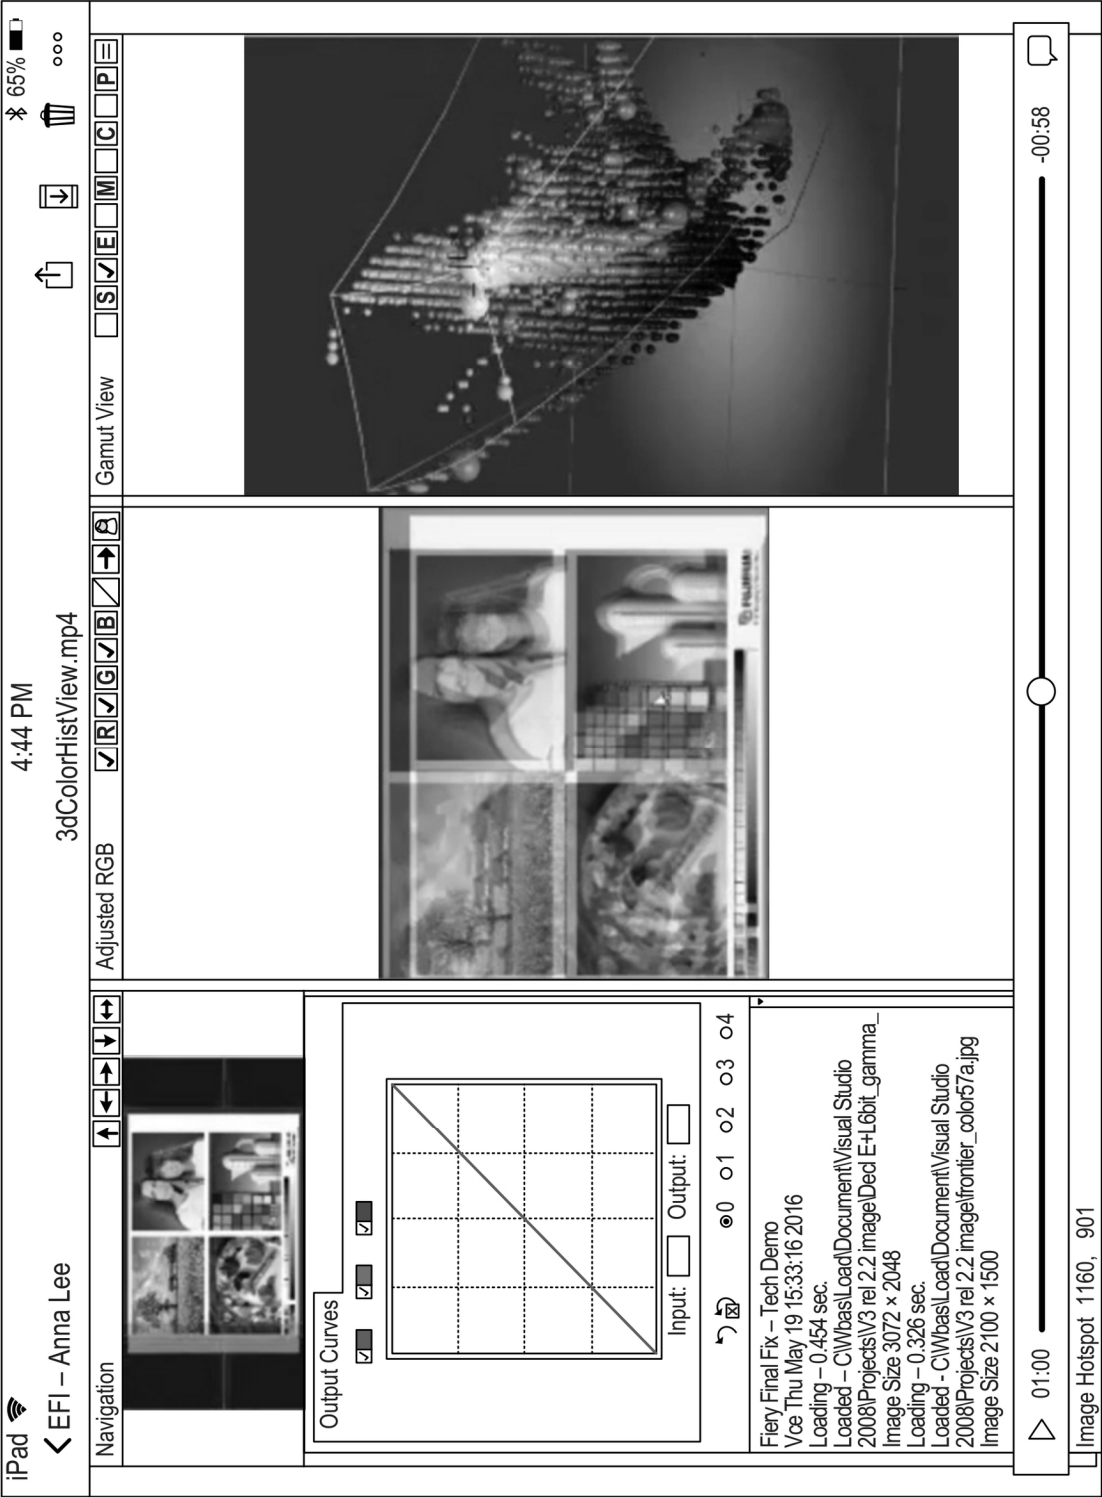 iPad 4:44 PM 65%
EFI – Anna Lee 3dColorHistView.mp4
Navigation
Adjusted RGB R G B
Gamut View S E M C P
Output Curves
Input: Output:
0 1 2 3 4
Fiery Final Fix – Tech Demo
Vce Thu May 19 15:33:16 2016
Loading – 0.454 sec.
Loaded – C\Wbas\Load\Document\Visual Studio
2008\Projects\V3 rel 2.2 image\Ded E+L6bit_gamma_
Image Size 3072 × 2048
Loading – 0.326 sec.
Loaded - C\Wbas\Load\Document\Visual Studio
2008\Projects\V3 rel 2.2 image\frontier_color57a.jpg
Image Size 2100 × 1500
01:00 -00:58
Image Hotspot 1160, 901